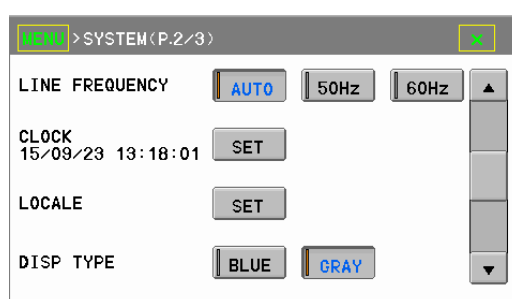 MENU > SYSTEM(P.2/3) ×
LINE FREQUENCY AUTO 50Hz 60Hz ▲
CLOCK
15/09/23 13:18:01 SET
LOCALE SET
DISP TYPE BLUE GRAY ▼